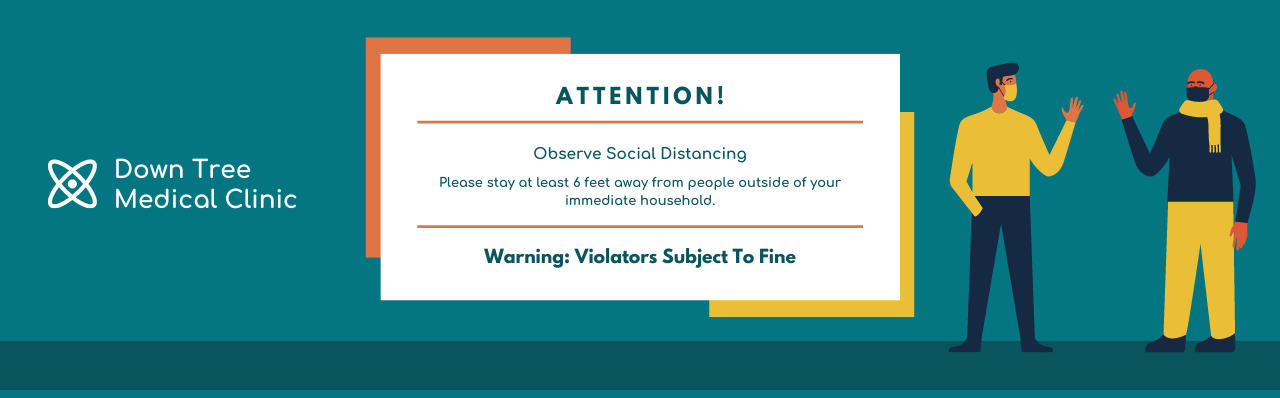 Down Tree
Medical Clinic
ATTENTION!
Observe Social Distancing
Please stay at least 6 feet away from people outside of your
immediate household.
Warning: Violators Subject To Fine